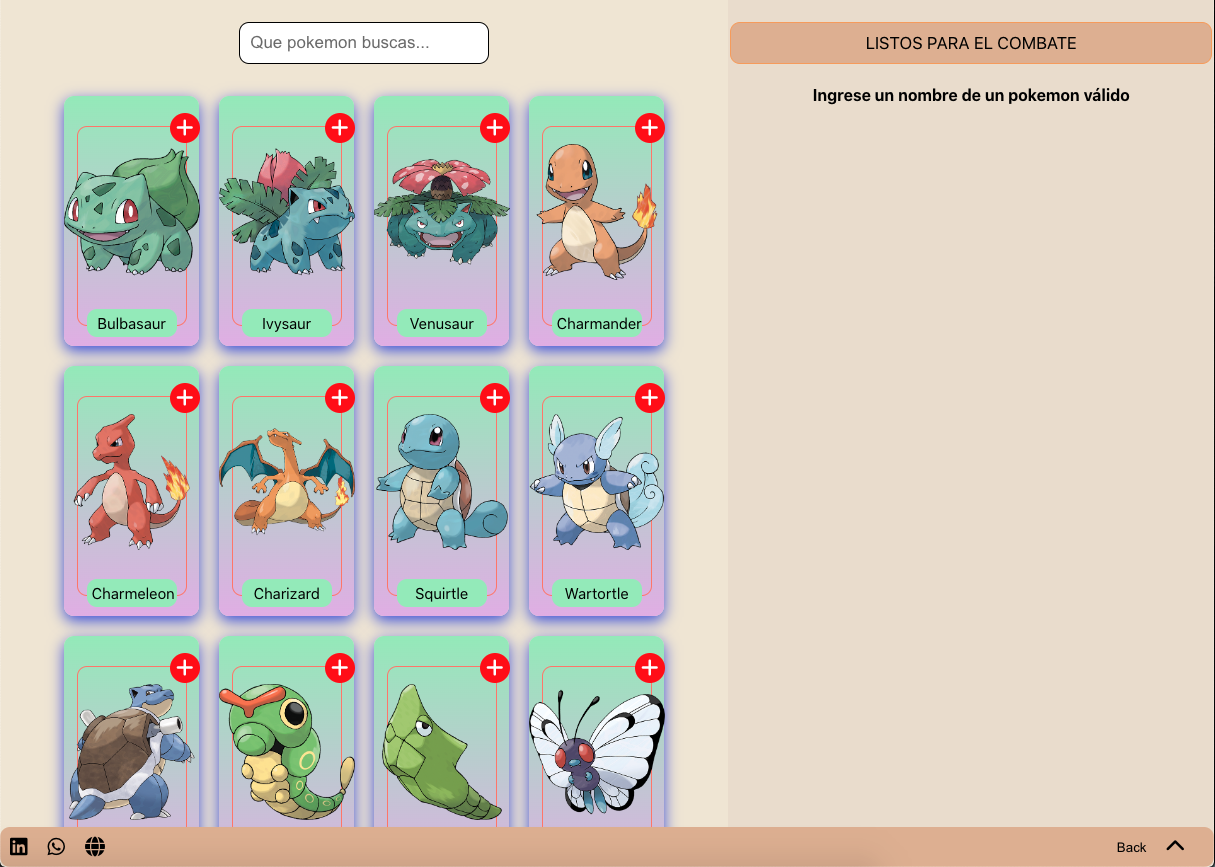 Que pokemon buscas...
LISTOS PARA EL COMBATE
Ingrese un nombre de un pokemon válido
Bulbasaur
Ivysaur
Venusaur
Charmander
Charmeleon
Charizard
Squirtle
Wartortle
in
Back